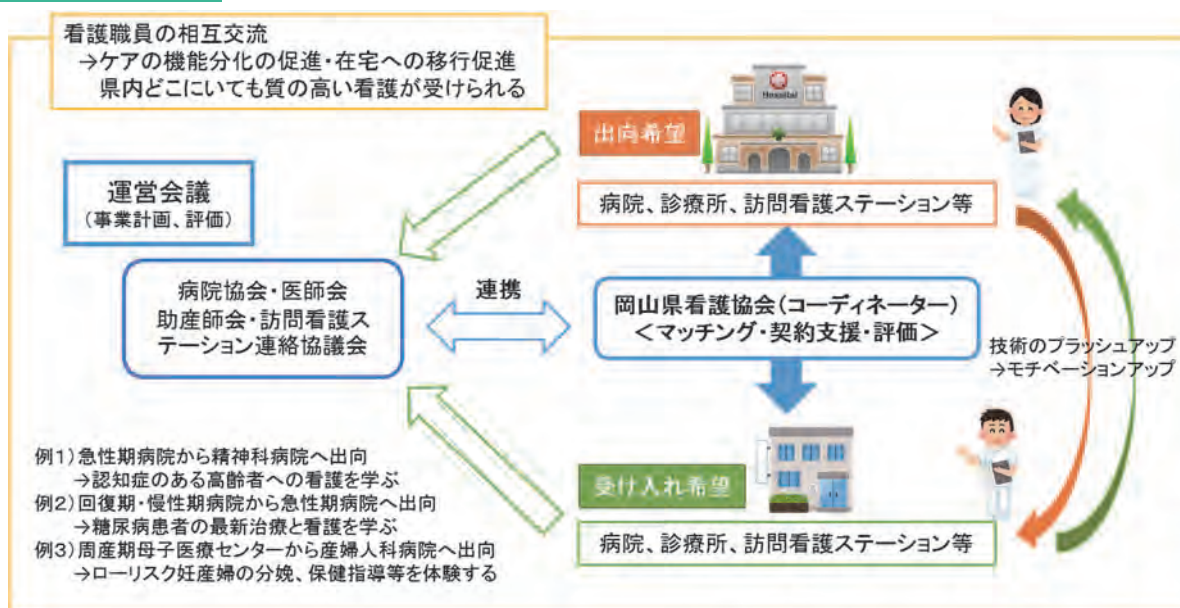 看護職員の相互交流
→ケアの機能分化の促進・在宅への移行促進
県内どこにいても質の高い看護が受けられる
運営会議
（事業計画、評価）
病院協会・医師会
助産師会・訪問看護ス
テーション連絡協議会
連携
Hospital
出向希望
病院、診療所、訪問看護ステーション等
岡山県看護協会（コーディネーター）
＜マッチング・契約支援・評価＞
技術のブラッシュアップ
→モチベーションアップ
受け入れ希望
病院、診療所、訪問看護ステーション等
例1）急性期病院から精神科病院へ出向
→認知症のある高齢者への看護を学ぶ
例2）回復期・慢性期病院から急性期病院へ出向
→糖尿病患者の最新治療と看護を学ぶ
例3）周産期母子医療センターから産婦人科病院へ出向
→ローリスク妊産婦の分娩、保健指導等を体験する